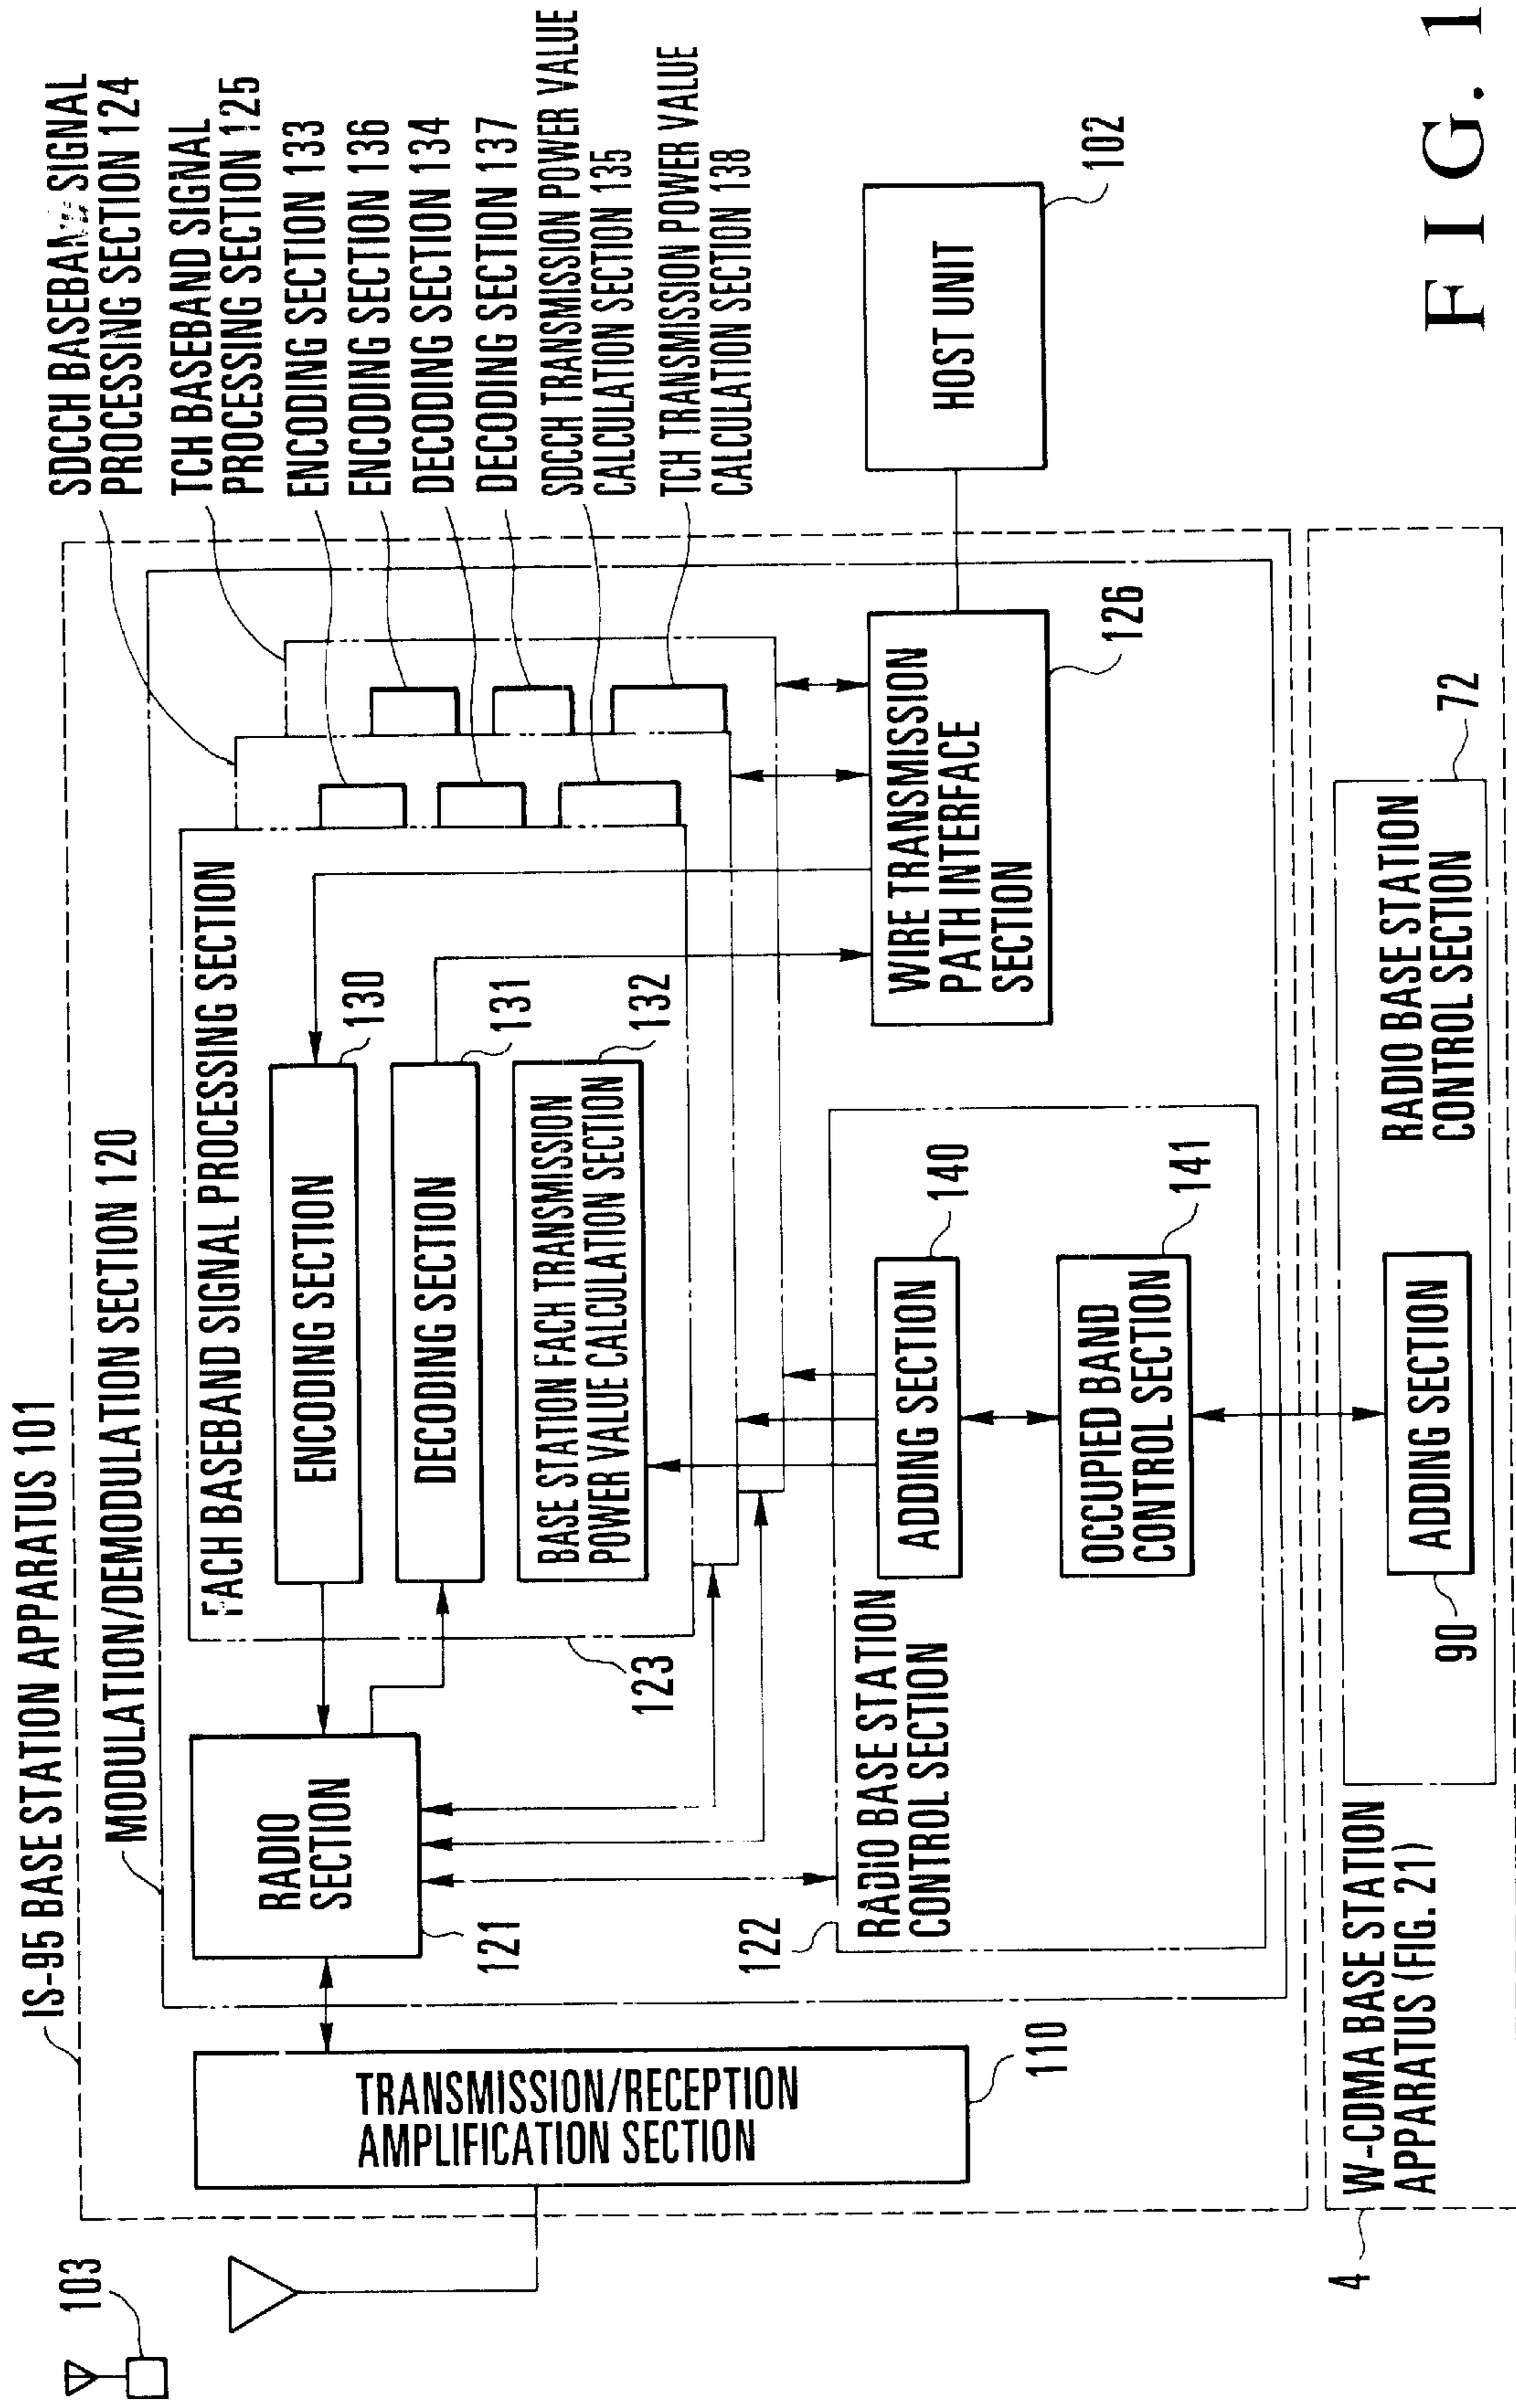 IS-95 BASE STATION APPARATUS 101
MODULATION/DEMODULATION SECTION 120
SDCCH BASEBAND SIGNAL
PROCESSING SECTION 124
TCH BASEBAND SIGNAL
PROCESSING SECTION 125
ENCODING SECTION 133
ENCODING SECTION 136
DECODING SECTION 134
DECODING SECTION 137
SDCCH TRANSMISSION POWER VALUE
CALCULATION SECTION 135
TCH TRANSMISSION POWER VALUE
CALCULATION SECTION 138
103
TRANSMISSION/RECEPTION
AMPLIFICATION SECTION
110
RADIO
SECTION
121
FACH BASEBAND SIGNAL PROCESSING SECTION
ENCODING SECTION
130
DECODING SECTION
131
BASE STATION FACH TRANSMISSION
POWER VALUE CALCULATION SECTION
132
123
122
RADIO BASE STATION
CONTROL SECTION
ADDING SECTION
140
OCCUPIED BAND
CONTROL SECTION
141
WIRE TRANSMISSION
PATH INTERFACE
SECTION
126
HOST UNIT
102
4
W-CDMA BASE STATION
APPARATUS (FIG. 21)
90
ADDING SECTION
RADIO BASE STATION
CONTROL SECTION
72
FIG. 1